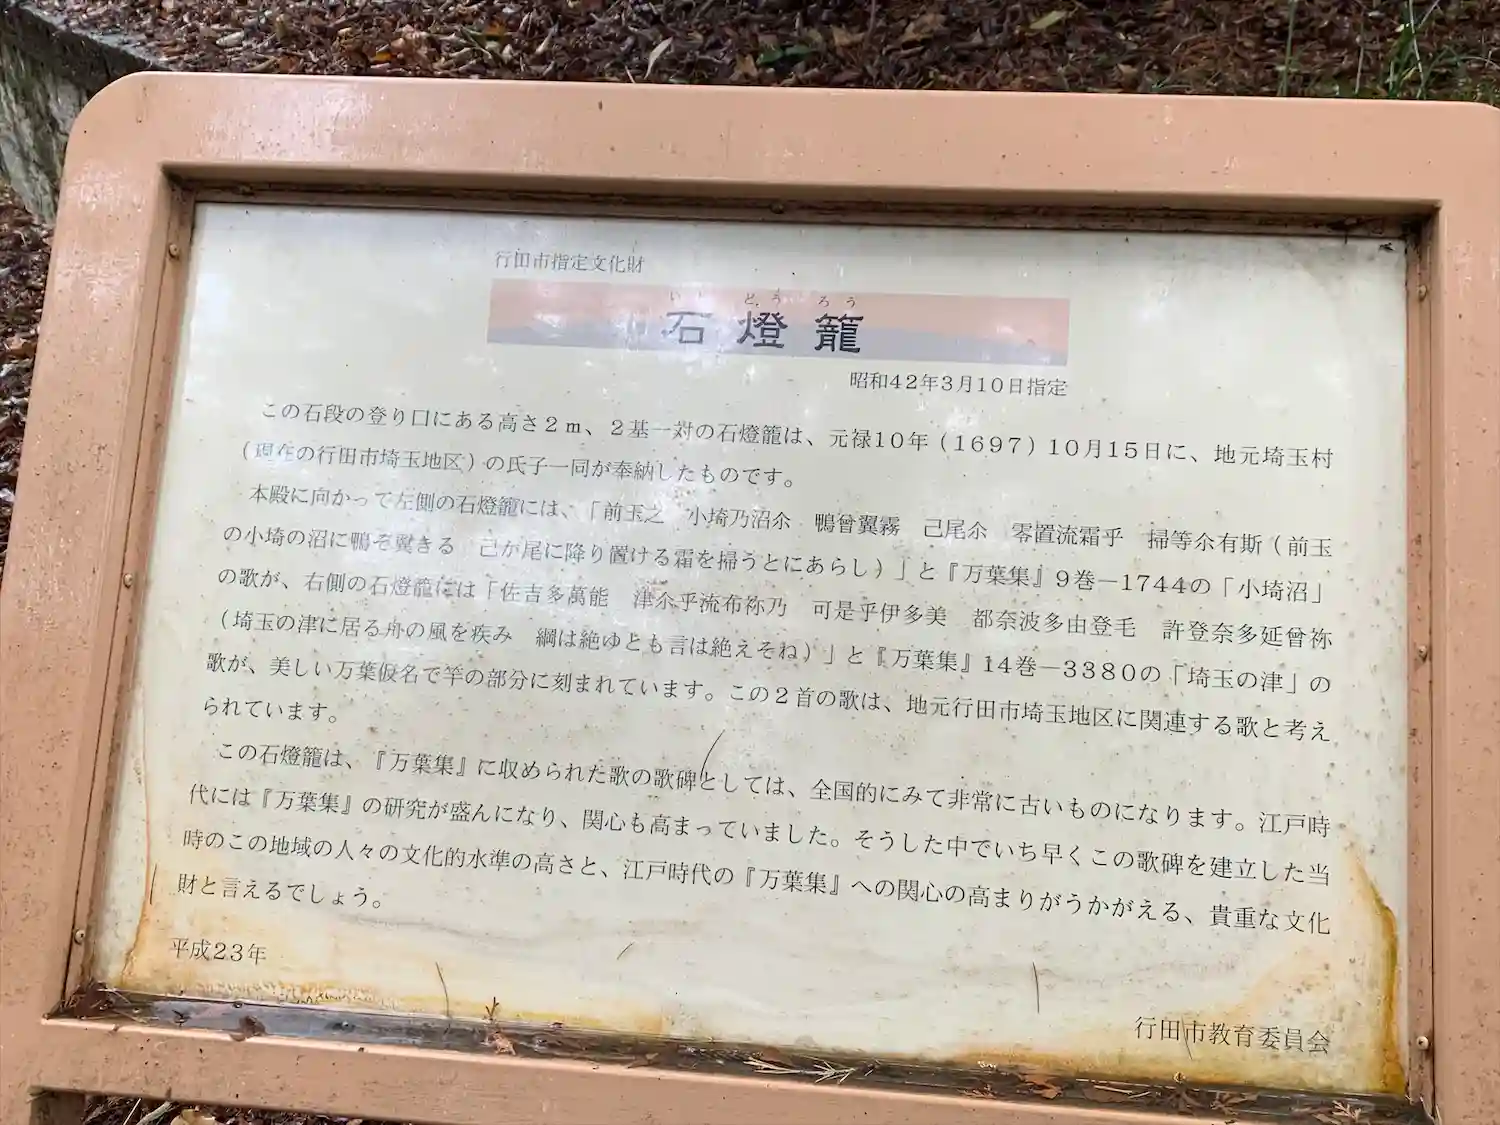 行田市指定文化財
いしどうろう
石燈籠
昭和42年3月10日指定
この石段の登り口にある高さ2m、2基一対の石燈籠は、元禄10年(1697)10月15日に、地元埼玉村
(現在の行田市埼玉地区)の氏子一同が奉納したものです。
本殿に向かって左側の石燈籠には、「前玉之　小埼乃沼尒　鴨曾翼霧　己尾尒　零置流霜乎　掃等尒有斯(前玉
の小埼の沼に鴨そ翼きる　己が尾に降り置ける霜を掃うとにあらし)」と『万葉集』9巻−1744の「小埼沼」
の歌が、右側の石燈籠には「佐吉多萬能　津尒乎流布祢乃　可是乎伊多美　都奈波多由登毛　許登奈多延曾祢
(埼玉の津に居る舟の風を疾み　綱は絶ゆとも言は絶えそね)」と『万葉集』14巻−3380の「埼玉の津」の
歌が、美しい万葉仮名で竿の部分に刻まれています。この2首の歌は、地元行田市埼玉地区に関連する歌と考え
られています。
この石燈籠は、『万葉集』に収められた歌の歌碑としては、全国的にみて非常に古いものになります。江戸時
代には『万葉集』の研究が盛んになり、関心も高まっていました。そうした中でいち早くこの歌碑を建立した当
時のこの地域の人々の文化的水準の高さと、江戸時代の『万葉集』への関心の高まりがうかがえる、貴重な文化
財と言えるでしょう。
平成23年
行田市教育委員会